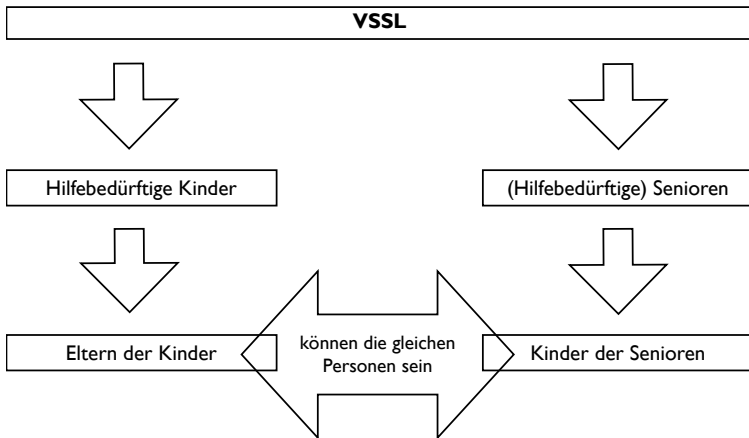 VSSL
Hilfebedürftige Kinder
(Hilfebedürftige) Senioren
Eltern der Kinder
können die gleichen
Personen sein
Kinder der Senioren